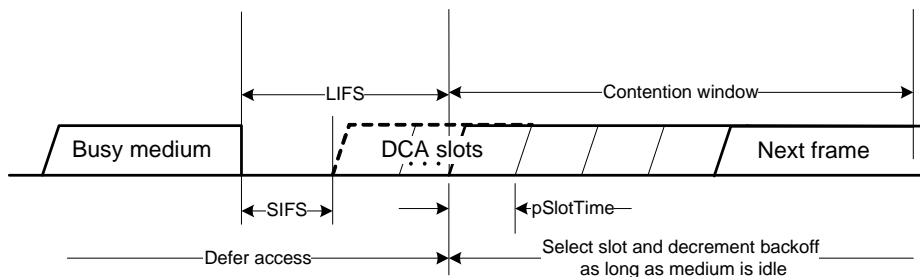 LIFS
Contention window
Busy medium
DCA slots
. . .
Next frame
SIFS
pSlotTime
Defer access
Select slot and decrement backoff
as long as medium is idle